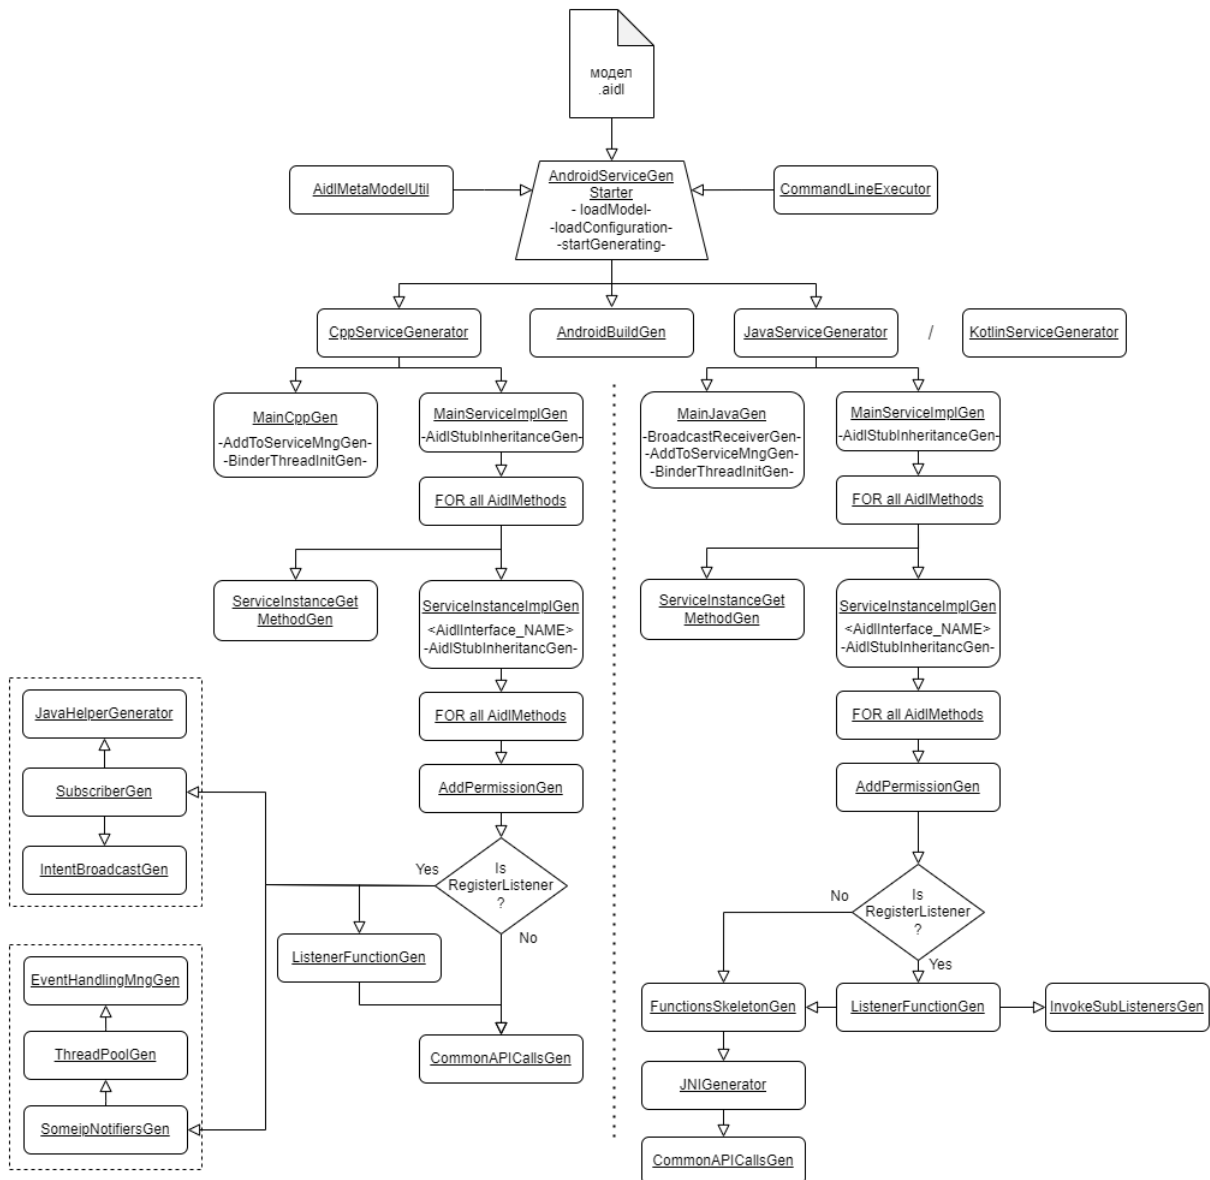 модел
.aidl
AidlMetaModelUtil
AndroidServiceGen
Starter
- loadModel-
-loadConfiguration-
-startGenerating-
CommandLineExecutor
CppServiceGenerator
AndroidBuildGen
JavaServiceGenerator
/
KotlinServiceGenerator
MainCppGen
-AddToServiceMngGen-
-BinderThreadInitGen-
MainServiceImplGen
-AidlStubInheritanceGen-
MainJavaGen
-BroadcastReceiverGen-
-AddToServiceMngGen-
-BinderThreadInitGen-
MainServiceImplGen
-AidlStubInheritanceGen-
FOR all AidlMethods
FOR all AidlMethods
ServiceInstanceGet
MethodGen
ServiceInstanceImplGen
<AidlInterface_NAME>
-AidlStubInheritancGen-
ServiceInstanceGet
MethodGen
ServiceInstanceImplGen
<AidlInterface_NAME>
-AidlStubInheritancGen-
FOR all AidlMethods
FOR all AidlMethods
JavaHelperGenerator
SubscriberGen
IntentBroadcastGen
AddPermissionGen
AddPermissionGen
Yes
Is
RegisterListener
?
No
No
Is
RegisterListener
?
Yes
ListenerFunctionGen
EventHandlingMngGen
ThreadPoolGen
SomeipNotifiersGen
CommonAPICallsGen
FunctionsSkeletonGen
ListenerFunctionGen
InvokeSubListenersGen
JNIGenerator
CommonAPICallsGen